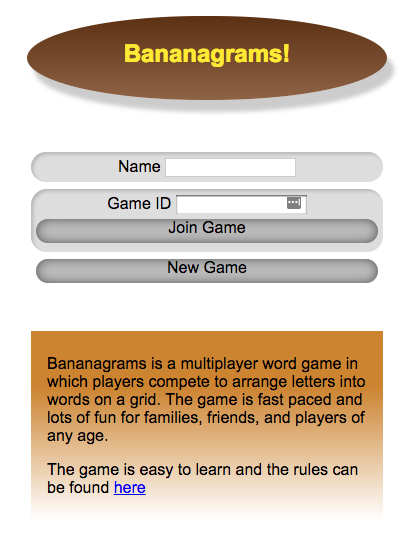 Bananagrams!
Name
Game ID
Join Game
New Game
Bananagrams is a multiplayer word game in
which players compete to arrange letters into
words on a grid. The game is fast paced and
lots of fun for families, friends, and players of
any age.
The game is easy to learn and the rules can
be found here